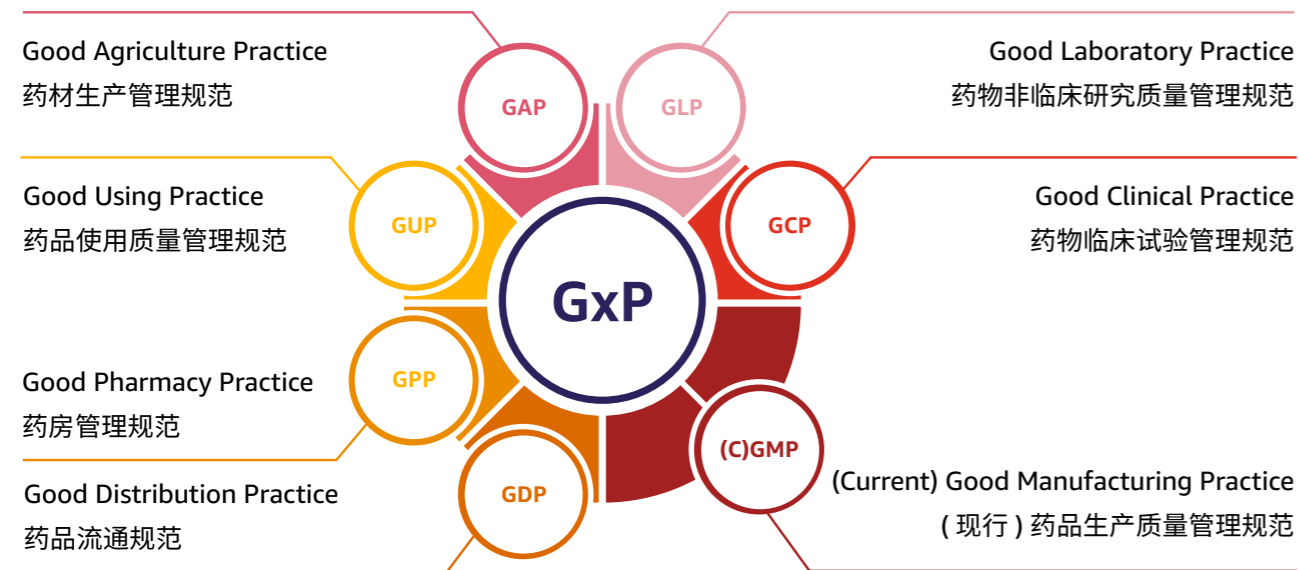 Good Agriculture Practice
药材生产管理规范
Good Laboratory Practice
药物非临床研究质量管理规范
GAP
GLP
Good Using Practice
药品使用质量管理规范
GUP
GCP
Good Clinical Practice
药物临床试验管理规范
GxP
Good Pharmacy Practice
药房管理规范
GPP
(C)GMP
(Current) Good Manufacturing Practice
( 现行 ) 药品生产质量管理规范
Good Distribution Practice
药品流通规范
GDP